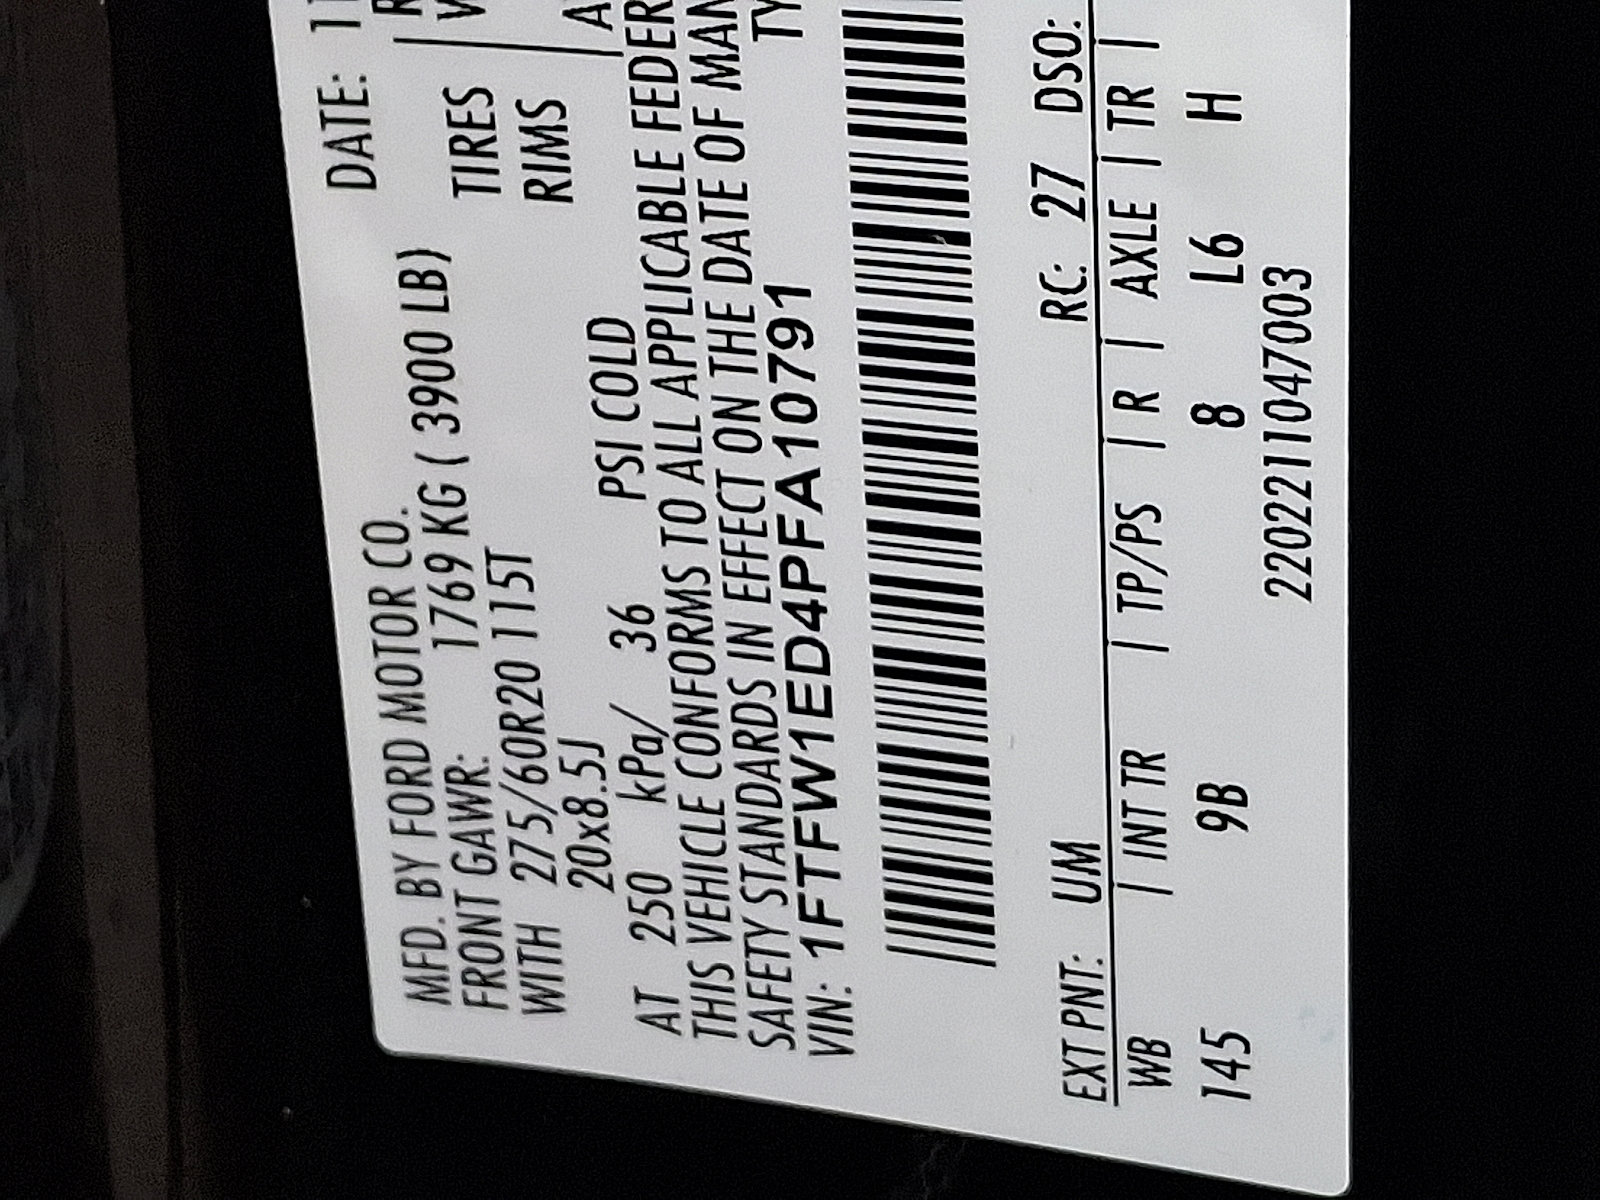 MFD. BY FORD MOTOR CO.
DATE: 11
FRONT GAWR: 1769 KG ( 3900 LB)
WITH 275/60R20 115T TIRES
20x8.5J RIMS
AT 250 kPa/ 36 PSI COLD
THIS VEHICLE CONFORMS TO ALL APPLICABLE FEDER
SAFETY STANDARDS IN EFFECT ON THE DATE OF MAN
VIN: 1FTFW1ED4PFA10791 TY
EXT PNT: UM RC: 27 DSO:
WB | INT TR | TP/PS | R | AXLE | TR |
145 9B 8 L6 H
2202211047003